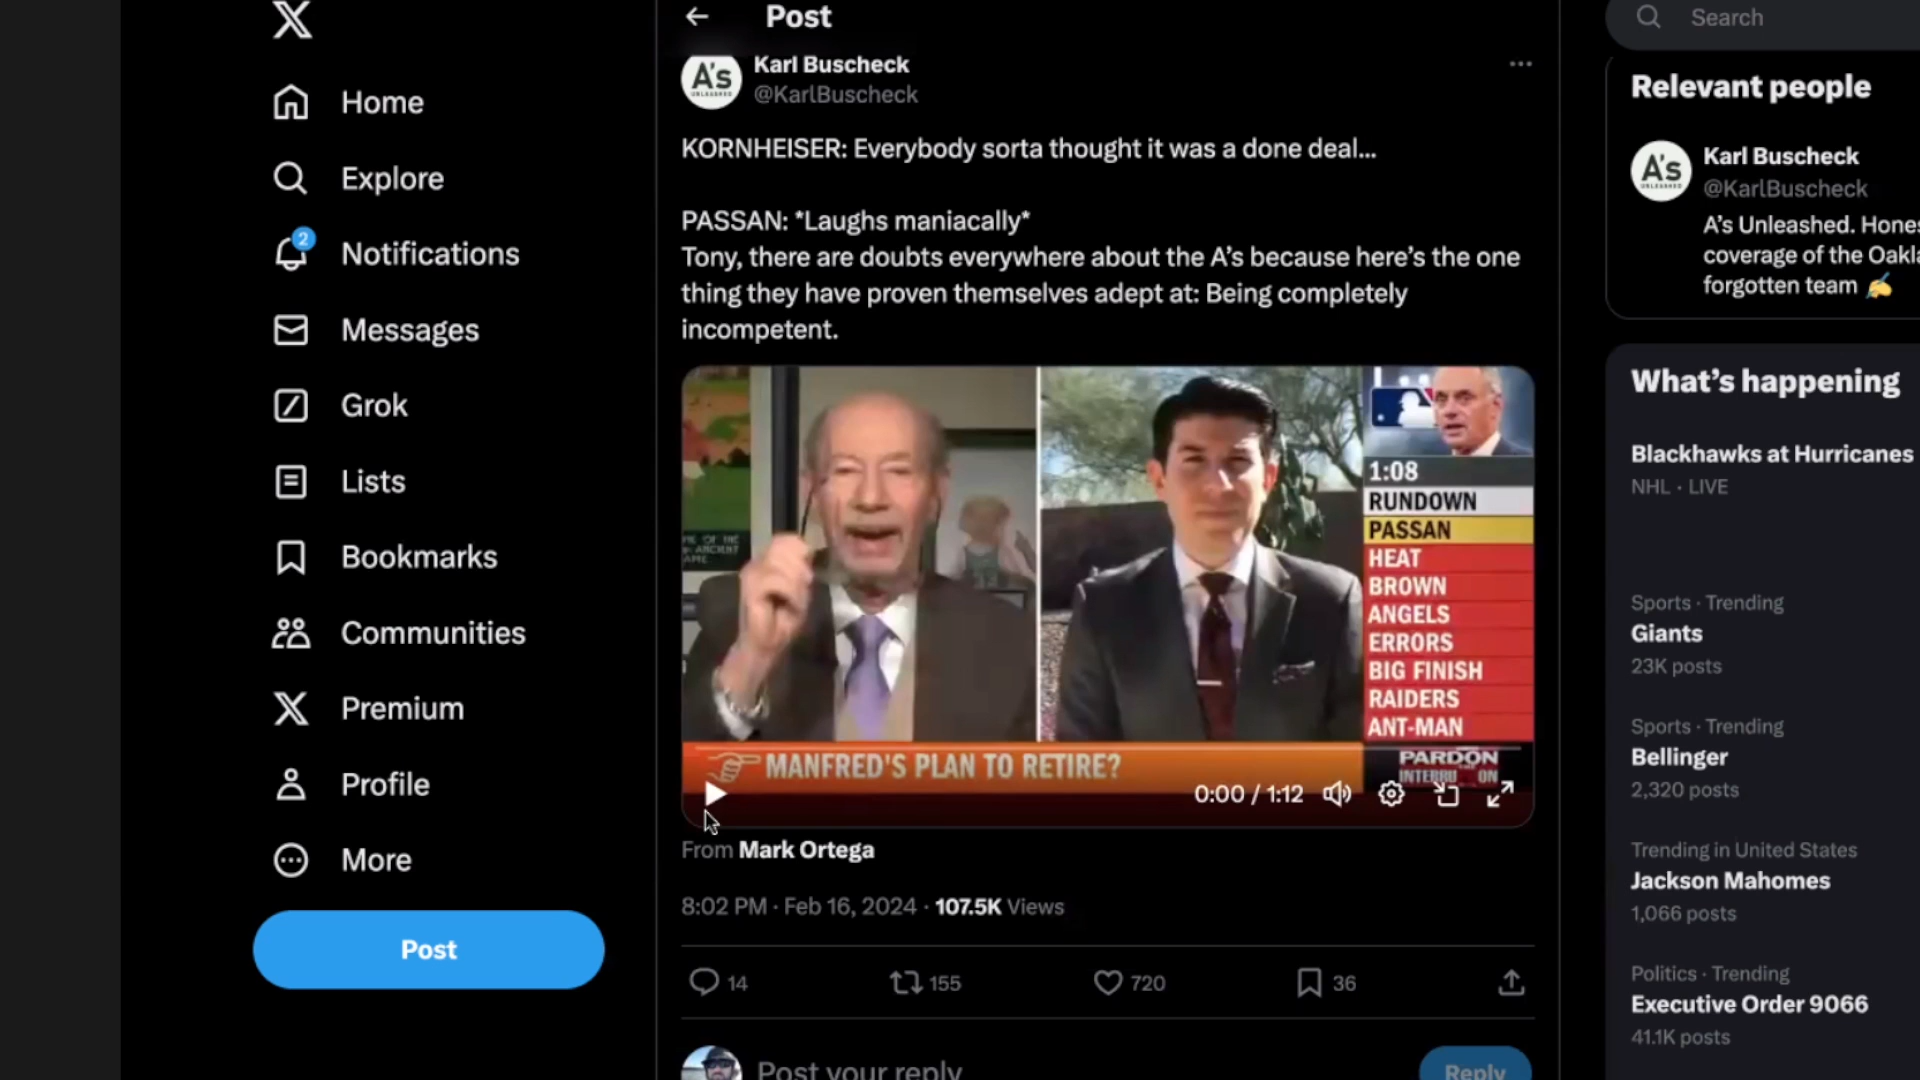 Home
Explore
2
Notifications
Messages
Grok
Lists
Bookmarks
Communities
Premium
Profile
More
Post
Post
A's
UNLEASHED
Karl Buscheck
@KarlBuscheck
KORNHEISER: Everybody sorta thought it was a done deal...
PASSAN: *Laughs maniacally*
Tony, there are doubts everywhere about the A's because here's the one
thing they have proven themselves adept at: Being completely
incompetent.
1:08
RUNDOWN
PASSAN
HEAT
BROWN
ANGELS
ERRORS
BIG FINISH
RAIDERS
ANT-MAN
MANFRED'S PLAN TO RETIRE?
PARDON
0:00 / 1:12
From Mark Ortega
8:02 PM · Feb 16, 2024 · 107.5K Views
14
155
720
36
Post your reply
Reply
Search
Relevant people
A's
UNLEASHED
Karl Buscheck
@KarlBuscheck
A's Unleashed. Hones
coverage of the Oakla
forgotten team ✍️
What's happening
Blackhawks at Hurricanes
NHL · LIVE
Sports · Trending
Giants
23K posts
Sports · Trending
Bellinger
2,320 posts
Trending in United States
Jackson Mahomes
1,066 posts
Politics · Trending
Executive Order 9066
41.1K posts